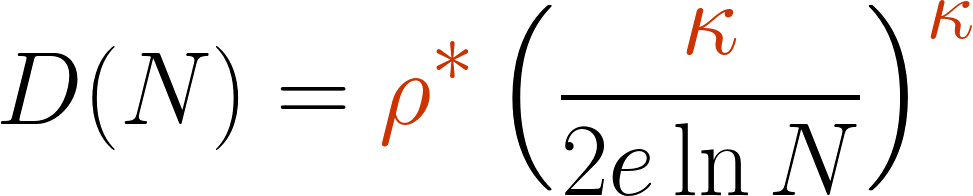 D(N) = ρ* (κ / 2e ln N)^κ